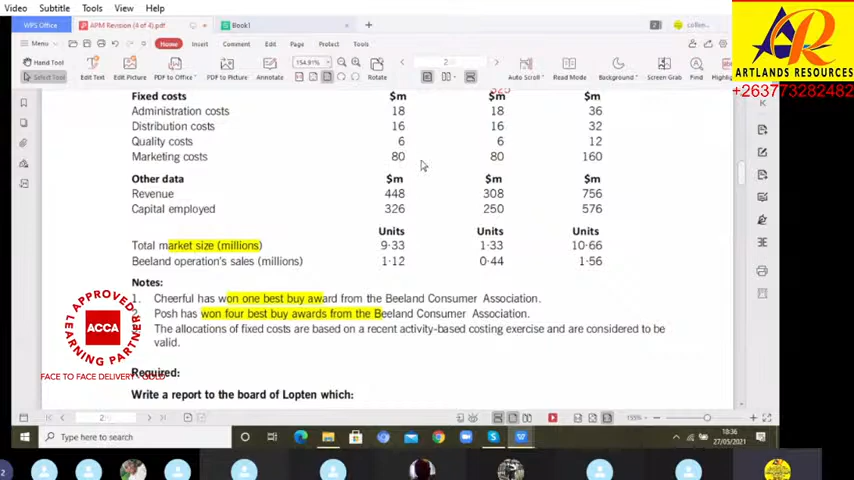 Video Subtitle Tools View Help
WPS Office APM Revision (4 of 4).pdf Book1
Menu Home Insert Comment Edit Page Protect Tools
Hand Tool
Select Tool
Edit Text Edit Picture PDF to Office PDF to Picture Annotate 154.91% Rotate 2 Auto Scroll Read Mode Background Screen Grab Find
AR
ARTLANDS RESOURCES
+263773282482
Fixed costs $m $m $m
Administration costs 18 18 36
Distribution costs 16 16 32
Quality costs 6 6 12
Marketing costs 80 80 160
Other data $m $m $m
Revenue 448 308 756
Capital employed 326 250 576
Units Units Units
Total market size (millions) 9·33 1·33 10·66
Beeland operation's sales (millions) 1·12 0·44 1·56
Notes:
1. Cheerful has won one best buy award from the Beeland Consumer Association.
Posh has won four best buy awards from the Beeland Consumer Association.
The allocations of fixed costs are based on a recent activity-based costing exercise and are considered to be
valid.
Required:
Write a report to the board of Lopten which:
APPROVED
ACCA
LEARNING PARTNER
FACE TO FACE DELIVERY - GOLD
2 155%
Type here to search
18:36
27/05/2021